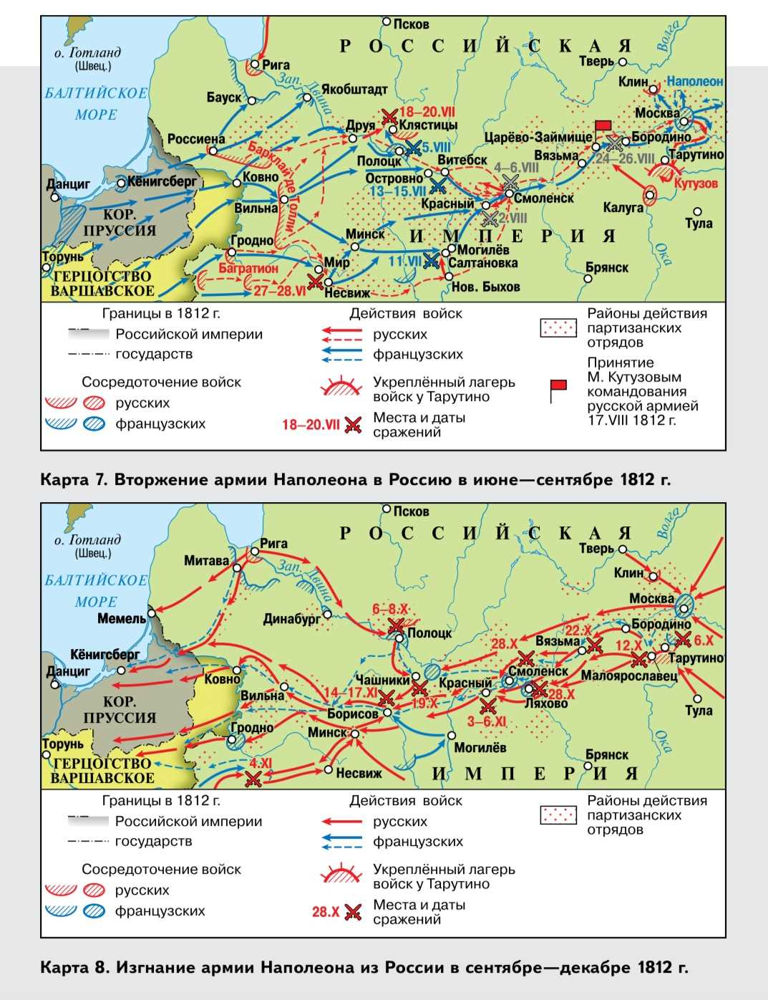 Псков
РОССИЙСКАЯ
Волга
о. Готланд
(Швец.)
Тверь
Рига
Зап. Двина
Клин
Наполеон
БАЛТИЙСКОЕ
МОРЕ
Бауск
Якобштадт
Москва
18–20.VII
Друя
Клястицы
Россиена
Царёво-Займище
Бородино
5.VIII
Барклай де Толли
Полоцк
Витебск
Вязьма
24–26.VIII
Тарутино
4–6.VIII
Ковно
Островно
Данциг
Кёнигсберг
13–15.VII
Кутузов
Смоленск
Вильна
Красный
Калуга
КОР.
ПРУССИЯ
2.VIII
Тула
Гродно
Минск
ИМПЕРИЯ
Ока
Торунь
Мир
Могилёв
11.VII
Салтановка
Багратион
Брянск
ГЕРЦОГСТВО
ВАРШАВСКОЕ
27–28.VI
Несвиж
Нов. Быхов
Границы в 1812 г.
Российской империи
государств
Сосредоточение войск
русских
французских
Действия войск
русских
французских
Укреплённый лагерь
войск у Тарутино
18–20.VII
Места и даты
сражений
Районы действия
партизанских
отрядов
Принятие
М. Кутузовым
командования
русской армией
17.VIII 1812 г.
Карта 7. Вторжение армии Наполеона в Россию в июне—сентябре 1812 г.
Псков
РОССИЙСКАЯ
Волга
о. Готланд
(Швец.)
Рига
Тверь
Митава
Зап. Двина
Клин
БАЛТИЙСКОЕ
МОРЕ
Москва
6–8.X
Мемель
Динабург
Бородино
Полоцк
22.X
Вязьма
6.X
28.X
12.X
Кёнигсберг
Тарутино
Данциг
Ковно
Чашники
Смоленск
Малоярославец
Красный
Вильна
14–17.XI
28.X
19.X
Ляхово
КОР.
ПРУССИЯ
Борисов
3–6.XI
Тула
Гродно
Минск
Торунь
Могилёв
Ока
Брянск
ГЕРЦОГСТВО
ВАРШАВСКОЕ
4.XI
Несвиж
ИМПЕРИЯ
Границы в 1812 г.
Российской империи
государств
Сосредоточение войск
русских
французских
Действия войск
русских
французских
Укреплённый лагерь
войск у Тарутино
28.X
Места и даты
сражений
Районы действия
партизанских
отрядов
Карта 8. Изгнание армии Наполеона из России в сентябре—декабре 1812 г.